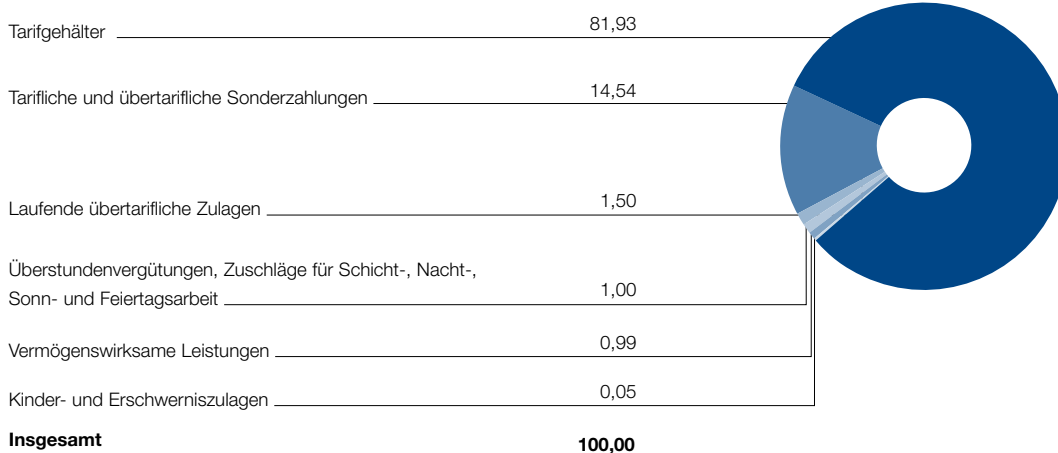 Tarifgehälter 81,93
Tarifliche und übertarifliche Sonderzahlungen 14,54
Laufende übertarifliche Zulagen 1,50
Überstundenvergütungen, Zuschläge für Schicht-, Nacht-,
Sonn- und Feiertagsarbeit 1,00
Vermögenswirksame Leistungen 0,99
Kinder- und Erschwerniszulagen 0,05
Insgesamt 100,00